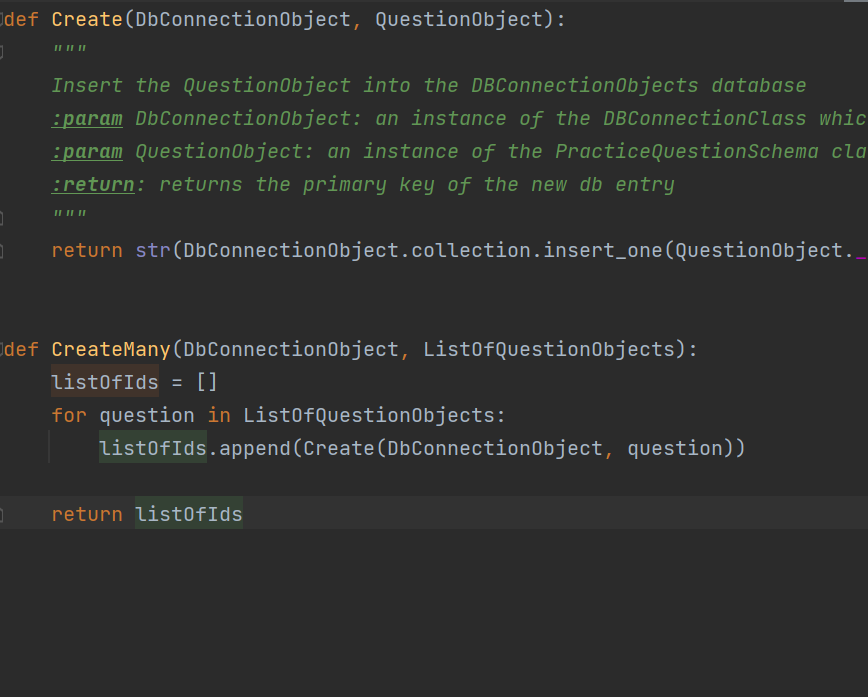 def Create(DbConnectionObject, QuestionObject):
    """
    Insert the QuestionObject into the DBConnectionObjects database
    :param DbConnectionObject: an instance of the DBConnectionClass whic
    :param QuestionObject: an instance of the PracticeQuestionSchema cla
    :return: returns the primary key of the new db entry
    """
    return str(DbConnectionObject.collection.insert_one(QuestionObject._
def CreateMany(DbConnectionObject, ListOfQuestionObjects):
    listOfIds = []
    for question in ListOfQuestionObjects:
        listOfIds.append(Create(DbConnectionObject, question))
    return listOfIds